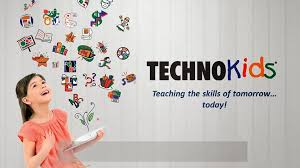 TECHNOKids®
Teaching the skills of tomorrow...
today!